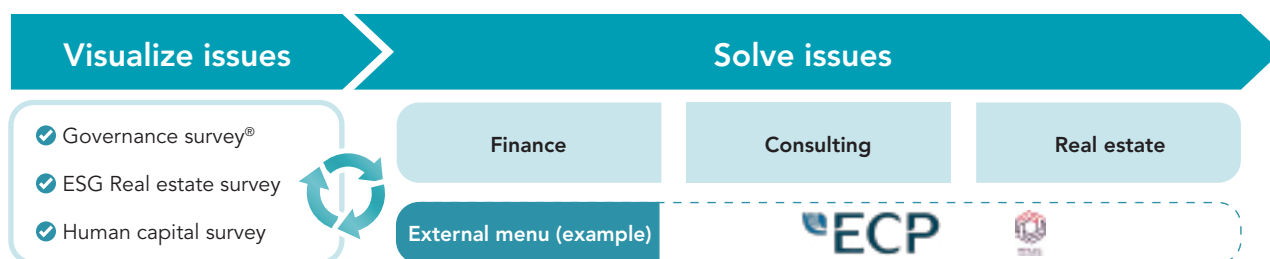 Visualize issues
Solve issues
Governance survey®
ESG Real estate survey
Human capital survey
Finance
Consulting
Real estate
External menu (example)
ECP